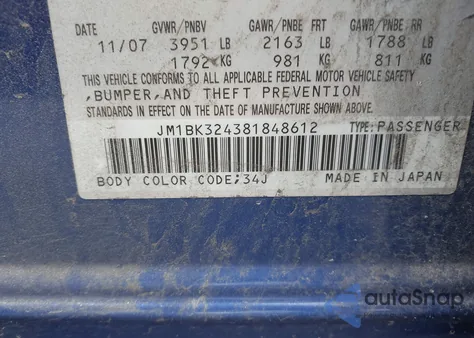 GVWR/PNBV GAWR/PNBE FRT GAWR/PNBE RR
11/07 3951 LB 2163 LB 1788 LB
1792 KG 981 KG 811 KG
THIS VEHICLE CONFORMS TO ALL APPLICABLE FEDERAL MOTOR VEHICLE SAFETY
,BUMPER,AND THEFT PREVENTION
STANDARDS IN EFFECT ON THE DATE OF MANUFACTURE SHOWN ABOVE.
JM1BK324381848612 TYPE:PASSENGER
BODY COLOR CODE;34J MADE IN JAPAN
autoSnap